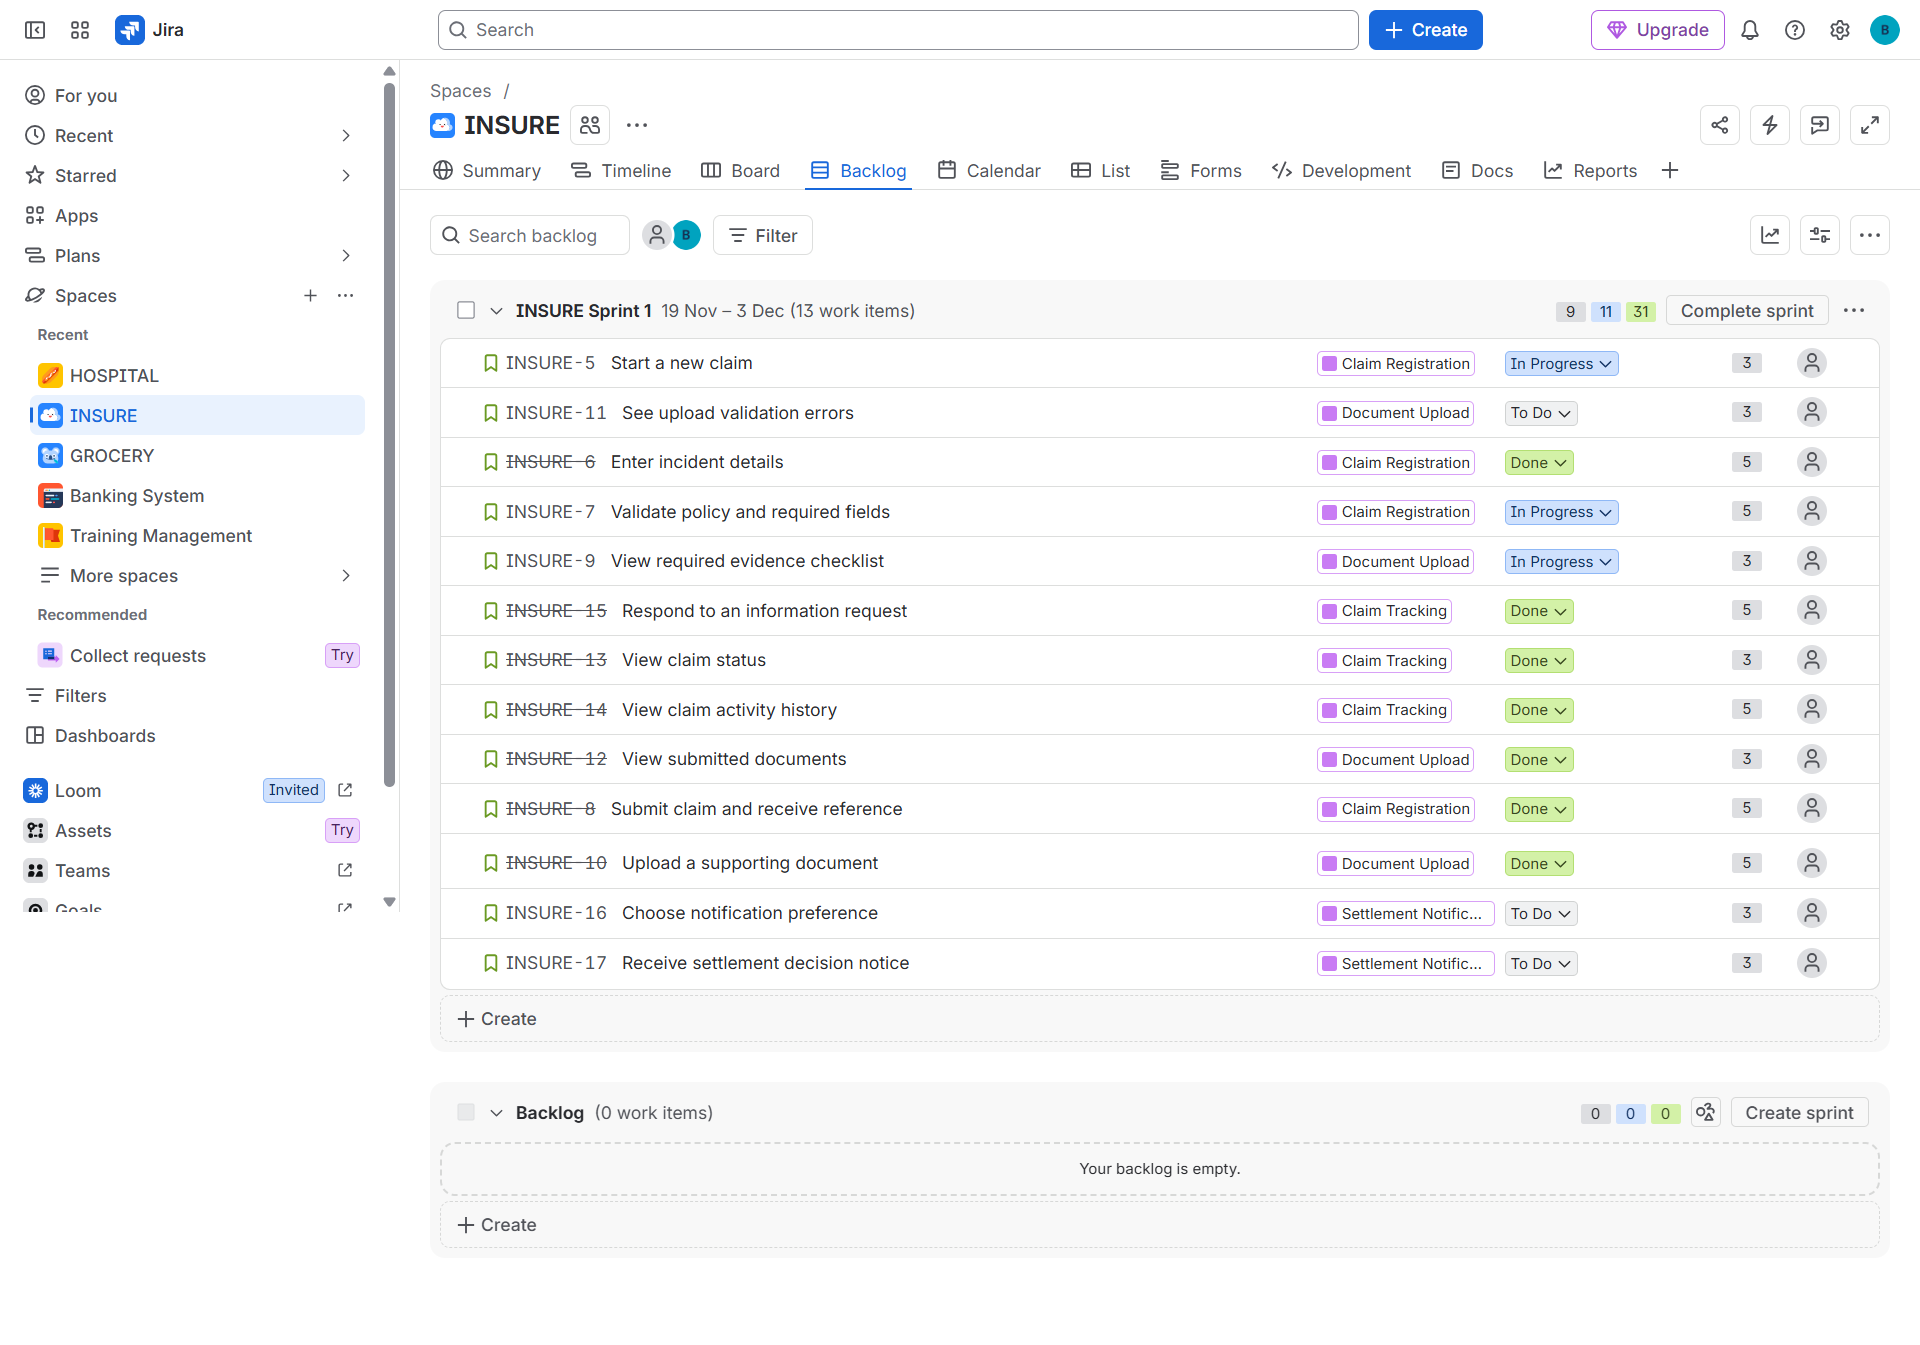 Jira
Search
Create
Upgrade
B
For you
Recent
Starred
Apps
Plans
Spaces
Recent
HOSPITAL
INSURE
GROCERY
Banking System
Training Management
More spaces
Recommended
Collect requests Try
Filters
Dashboards
Loom Invited
Assets Try
Teams
Goals
Spaces /
INSURE
Summary Timeline Board Backlog Calendar List Forms Development Docs Reports
Search backlog B Filter
INSURE Sprint 1 19 Nov – 3 Dec (13 work items) 9 11 31 Complete sprint
INSURE-5 Start a new claim Claim Registration In Progress 3
INSURE-11 See upload validation errors Document Upload To Do 3
INSURE-6 Enter incident details Claim Registration Done 5
INSURE-7 Validate policy and required fields Claim Registration In Progress 5
INSURE-9 View required evidence checklist Document Upload In Progress 3
INSURE-15 Respond to an information request Claim Tracking Done 5
INSURE-13 View claim status Claim Tracking Done 3
INSURE-14 View claim activity history Claim Tracking Done 5
INSURE-12 View submitted documents Document Upload Done 3
INSURE-8 Submit claim and receive reference Claim Registration Done 5
INSURE-10 Upload a supporting document Document Upload Done 5
INSURE-16 Choose notification preference Settlement Notific... To Do 3
INSURE-17 Receive settlement decision notice Settlement Notific... To Do 3
Create
Backlog (0 work items) 0 0 0 Create sprint
Your backlog is empty.
Create